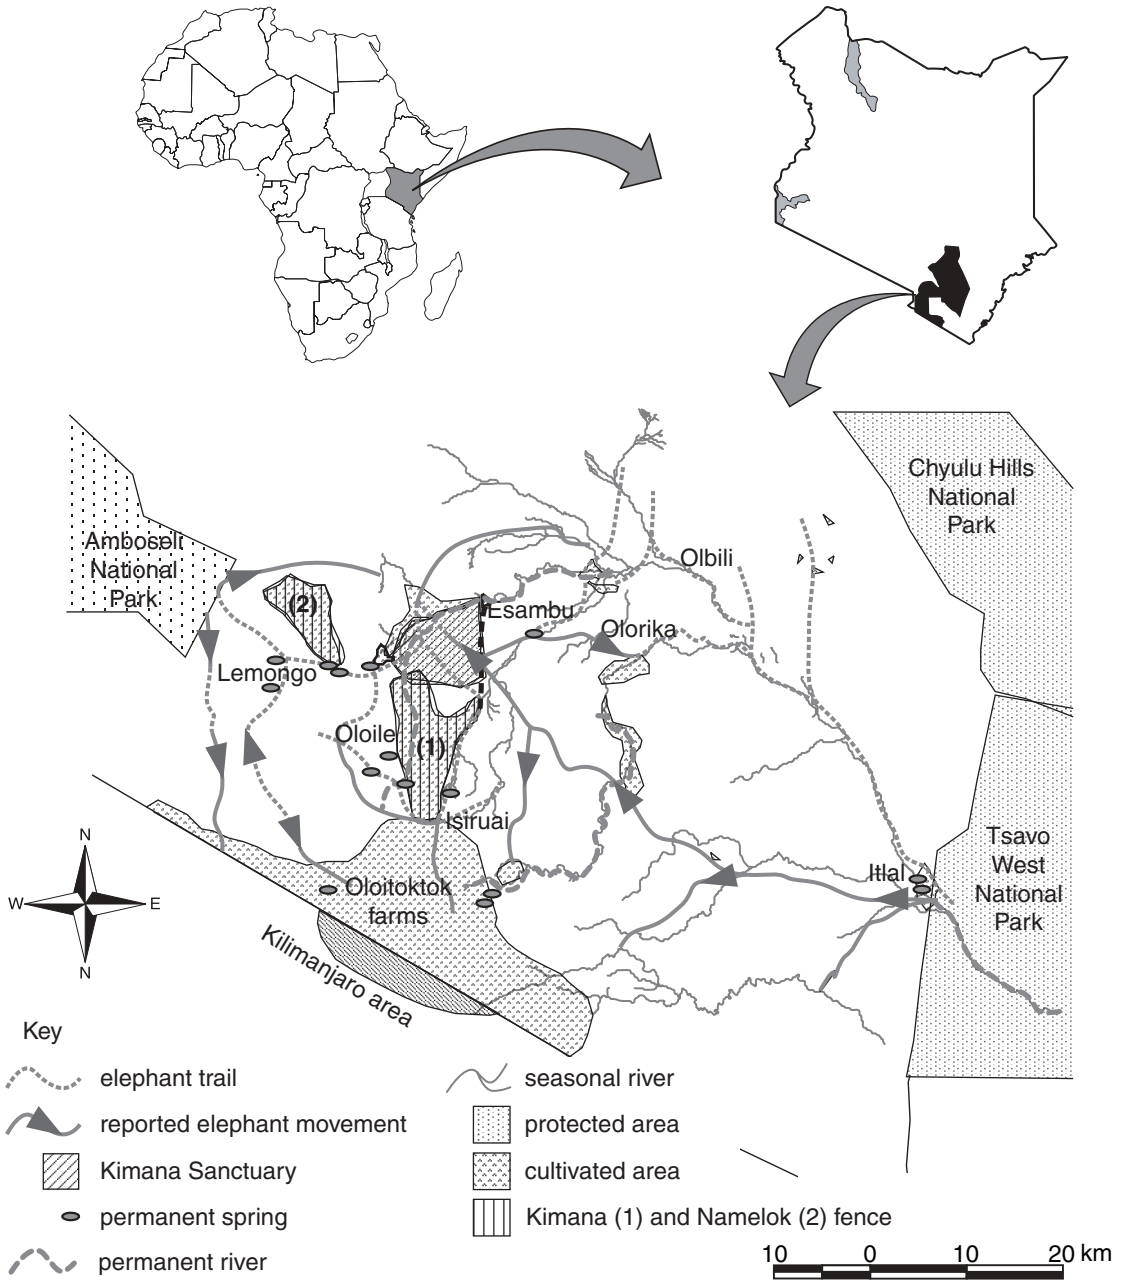 Chyulu Hills
National
Park
Amboseli
National
Park
(2)
Olbili
Esambu
Olorika
Lemongo
Oloile
(1)
Isiruai
Tsavo
West
National
Park
Itlal
Oloitoktok
farms
Kilimanjaro area
N
W
E
N
Key
elephant trail
reported elephant movement
Kimana Sanctuary
permanent spring
permanent river
seasonal river
protected area
cultivated area
Kimana (1) and Namelok (2) fence
10 0 10 20 km